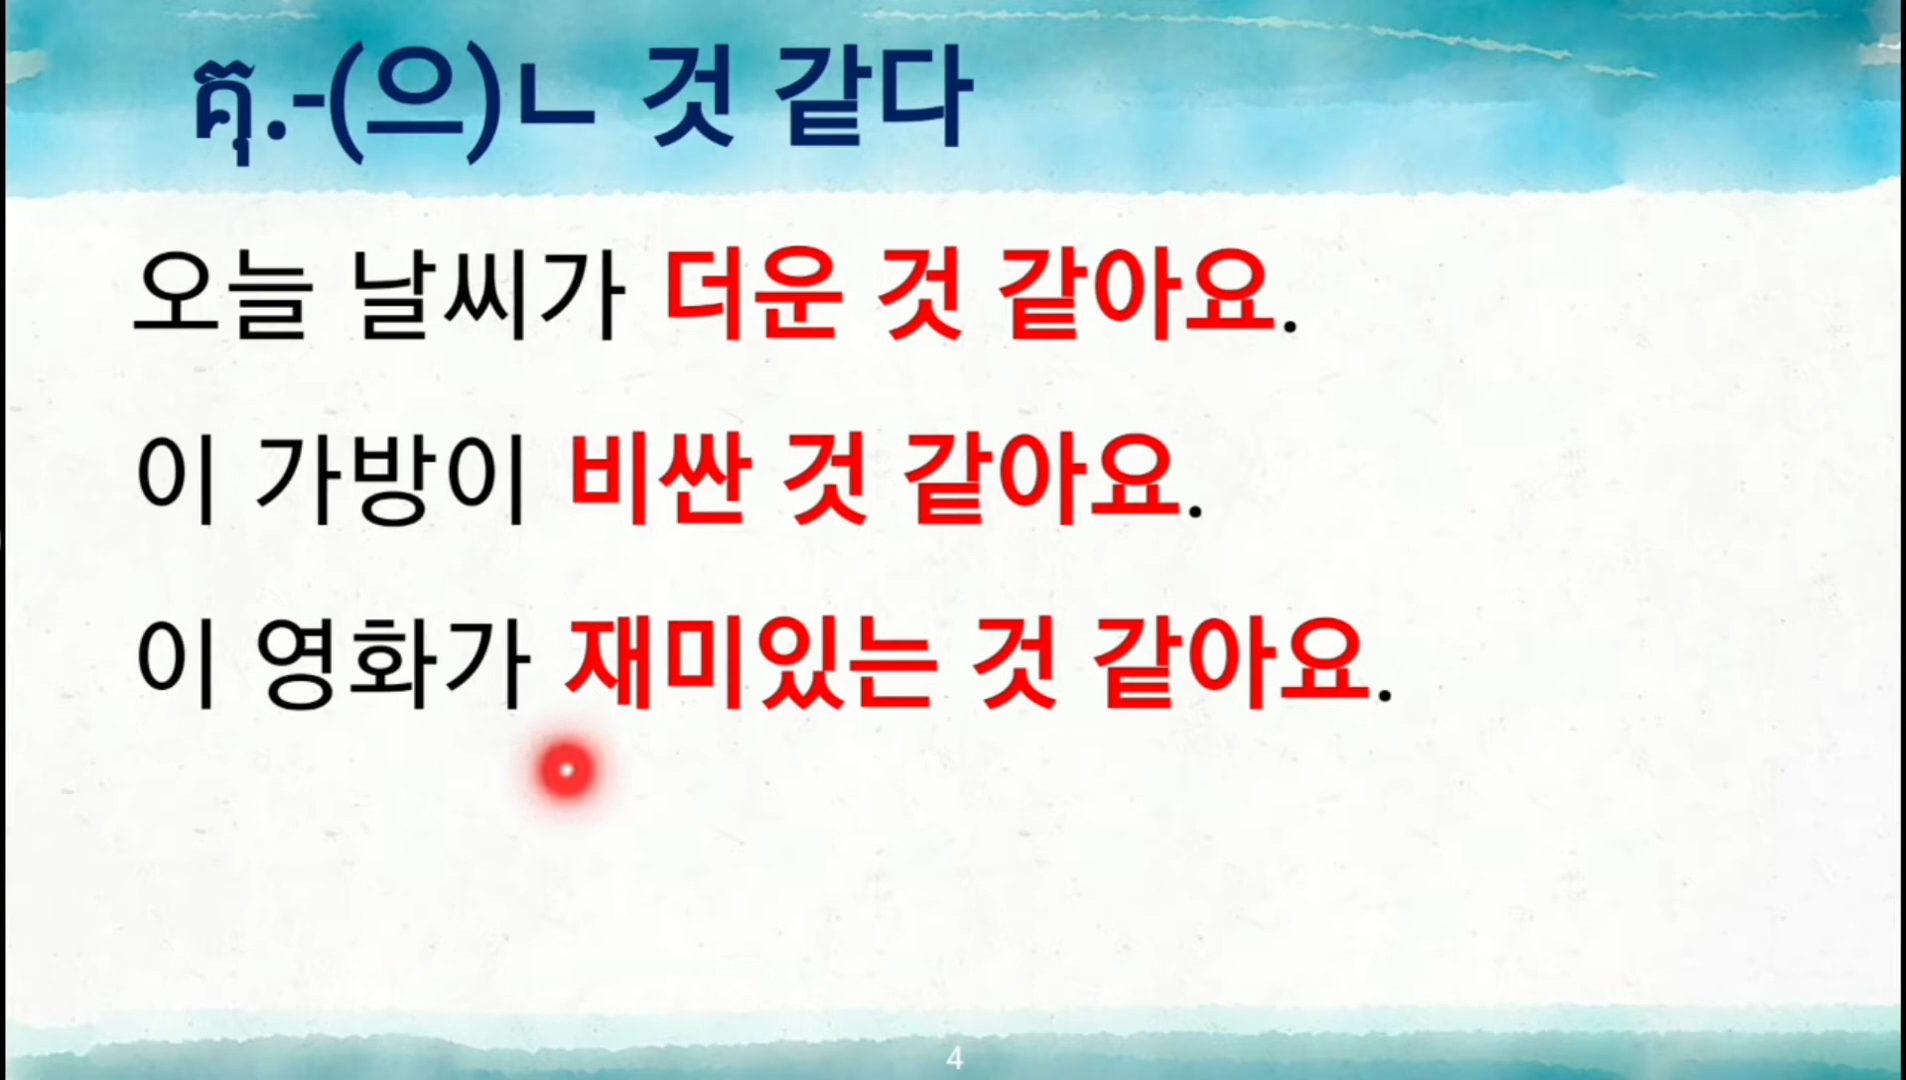 គុ.-(으)ㄴ 것 같다
오늘 날씨가 더운 것 같아요.
이 가방이 비싼 것 같아요.
이 영화가 재미있는 것 같아요.
4